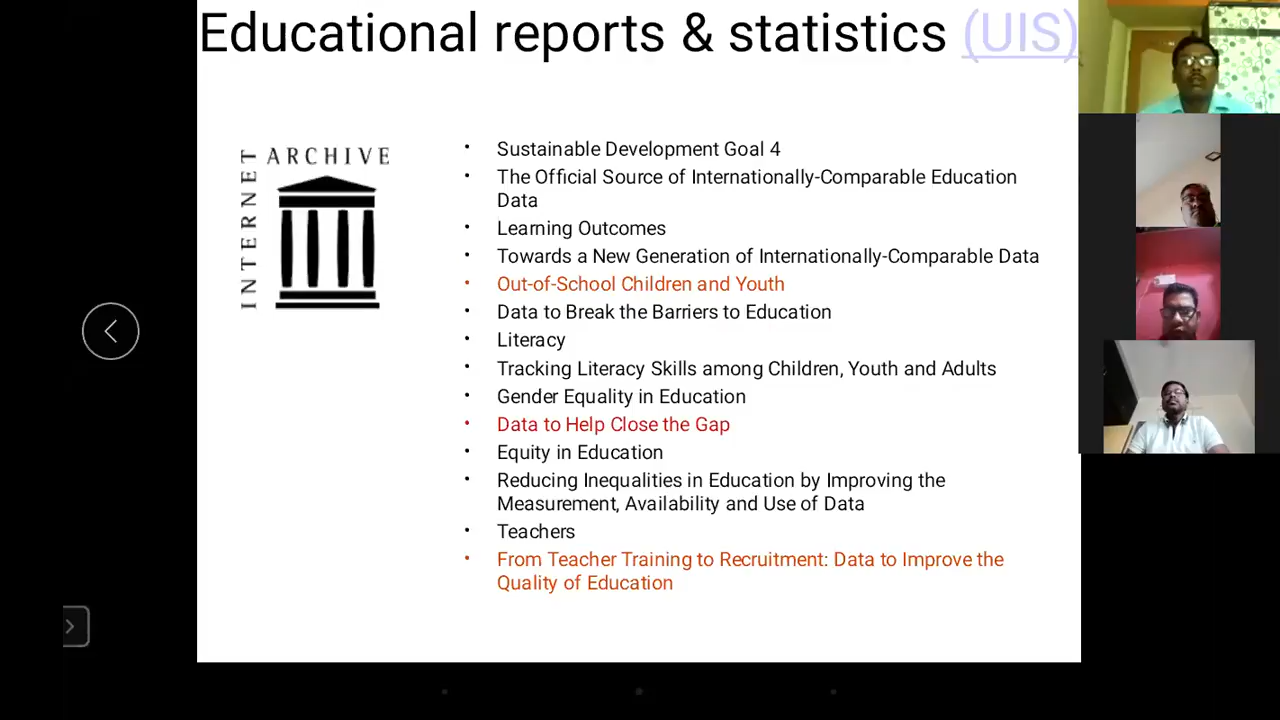 Educational reports & statistics (UIS)
INTERNET
ARCHIVE
• Sustainable Development Goal 4
• The Official Source of Internationally-Comparable Education
Data
• Learning Outcomes
• Towards a New Generation of Internationally-Comparable Data
• Out-of-School Children and Youth
• Data to Break the Barriers to Education
• Literacy
• Tracking Literacy Skills among Children, Youth and Adults
• Gender Equality in Education
• Data to Help Close the Gap
• Equity in Education
• Reducing Inequalities in Education by Improving the
Measurement, Availability and Use of Data
• Teachers
• From Teacher Training to Recruitment: Data to Improve the
Quality of Education